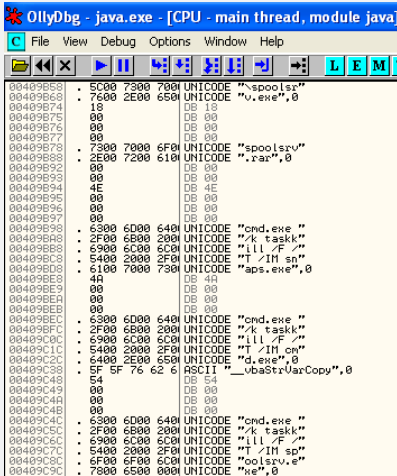 OllyDbg - java.exe - [CPU - main thread, module java]
C File View Debug Options Window Help
L E M
00409B58 . 5C00 7300 700 UNICODE "\spoolsr"
00409B68 . 7600 2E00 650 UNICODE "v.exe",0
00409B74 18 DB 18
00409B75 00 DB 00
00409B76 00 DB 00
00409B77 00 DB 00
00409B78 . 7300 7000 6F0 UNICODE "spoolsrv"
00409B88 . 2E00 7200 610 UNICODE ".rar",0
00409B92 00 DB 00
00409B93 00 DB 00
00409B94 4E DB 4E
00409B95 00 DB 00
00409B96 00 DB 00
00409B97 00 DB 00
00409B98 . 6300 6D00 640 UNICODE "cmd.exe "
00409BA8 . 2F00 6B00 200 UNICODE "/k taskk"
00409BB8 . 6900 6C00 6C0 UNICODE "ill /F /"
00409BC8 . 5400 2000 2F0 UNICODE "T /IM sn"
00409BD8 . 6100 7000 730 UNICODE "aps.exe",0
00409BE8 4A DB 4A
00409BE9 00 DB 00
00409BEA 00 DB 00
00409BEB 00 DB 00
00409BEC . 6300 6D00 640 UNICODE "cmd.exe "
00409BFC . 2F00 6B00 200 UNICODE "/k taskk"
00409C0C . 6900 6C00 6C0 UNICODE "ill /F /"
00409C1C . 5400 2000 2F0 UNICODE "T /IM cm"
00409C2C . 6400 2E00 650 UNICODE "d.exe",0
00409C38 . 5F 5F 76 62 6 ASCII "__vbaStrVarCopy",0
00409C48 54 DB 54
00409C49 00 DB 00
00409C4A 00 DB 00
00409C4B 00 DB 00
00409C4C . 6300 6D00 640 UNICODE "cmd.exe "
00409C5C . 2F00 6B00 200 UNICODE "/k taskk"
00409C6C . 6900 6C00 6C0 UNICODE "ill /F /"
00409C7C . 5400 2000 2F0 UNICODE "T /IM sp"
00409C8C . 6F00 6F00 6C0 UNICODE "oolsrv.e"
00409C9C . 7800 6500 000 UNICODE "xe",0